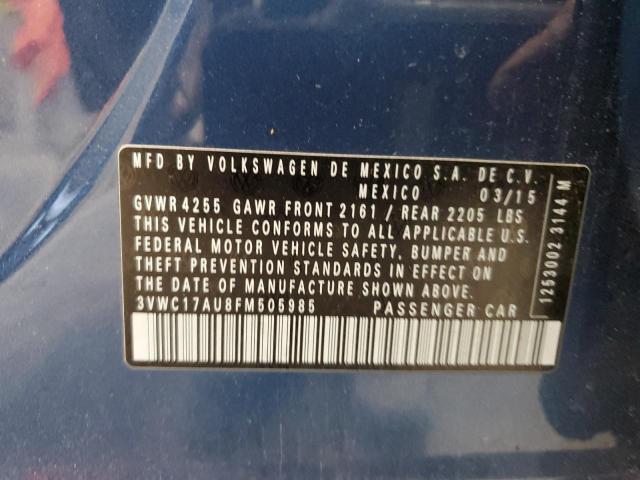 MFD BY VOLKSWAGEN DE MEXICO S.A. DE C.V.
MEXICO 03/15
GVWR 4255 GAWR FRONT 2161 / REAR 2205 LBS
THIS VEHICLE CONFORMS TO ALL APPLICABLE U.S.
FEDERAL MOTOR VEHICLE SAFETY, BUMPER AND
THEFT PREVENTION STANDARDS IN EFFECT ON
THE DATE OF MANUFACTURE SHOWN ABOVE.
3VWC17AU8FM505985 PASSENGER CAR
1253002 3144 M